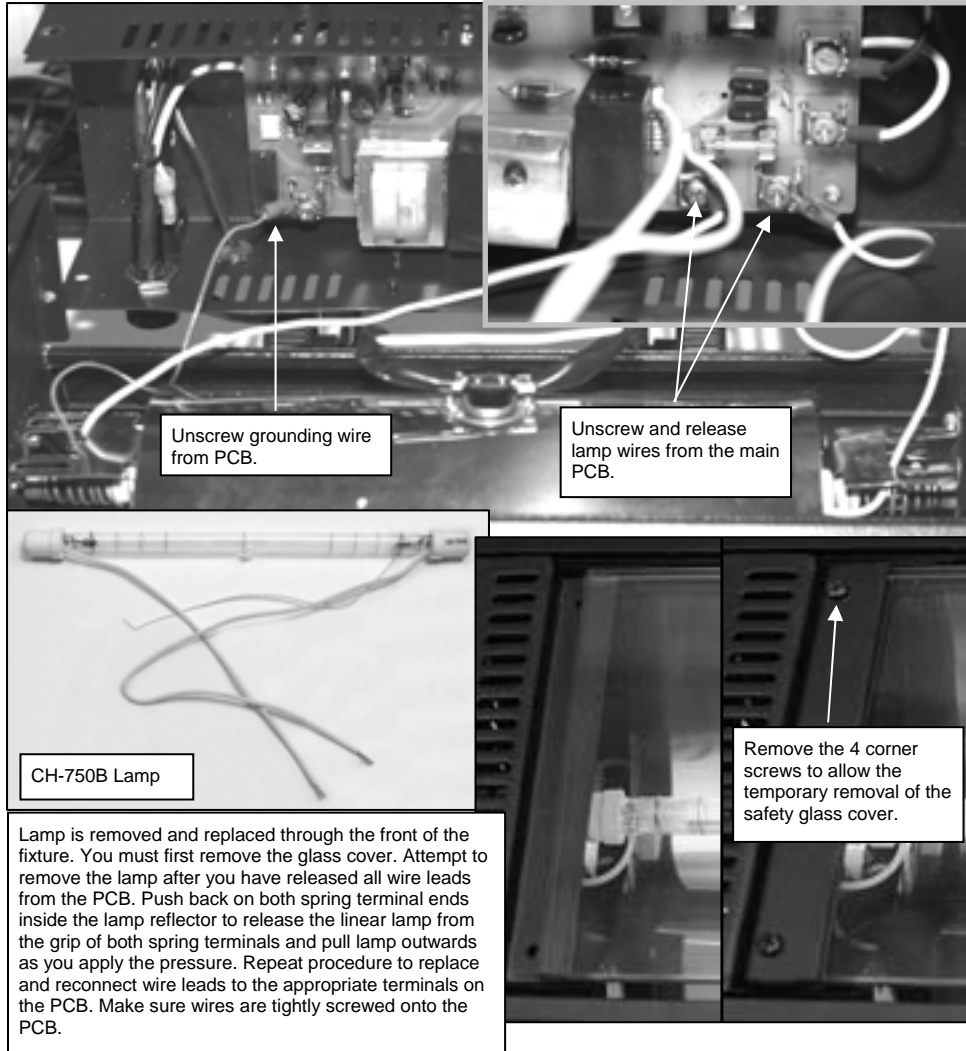 Unscrew grounding wire
from PCB.
Unscrew and release
lamp wires from the main
PCB.
CH-750B Lamp
Remove the 4 corner
screws to allow the
temporary removal of the
safety glass cover.
Lamp is removed and replaced through the front of the
fixture. You must first remove the glass cover. Attempt to
remove the lamp after you have released all wire leads
from the PCB. Push back on both spring terminal ends
inside the lamp reflector to release the linear lamp from
the grip of both spring terminals and pull lamp outwards
as you apply the pressure. Repeat procedure to replace
and reconnect wire leads to the appropriate terminals on
the PCB. Make sure wires are tightly screwed onto the
PCB.